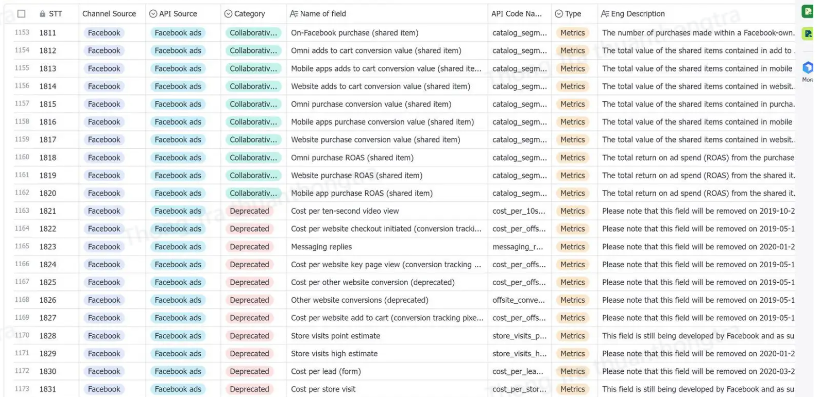 STT Channel Source API Source Category Name of field API Code Na... Type Eng Description
1153 1811 Facebook Facebook ads Collaborativ... On-Facebook purchase (shared item) catalog_segm... Metrics The number of purchases made within a Facebook-own.
1154 1812 Facebook Facebook ads Collaborativ... Omni adds to cart conversion value (shared item) catalog_segm... Metrics The total value of the shared items contained in add to .
1155 1813 Facebook Facebook ads Collaborativ... Mobile apps adds to cart conversion value (shared ite... catalog_segm... Metrics The total value of the shared items contained in mobile
1156 1814 Facebook Facebook ads Collaborativ... Website adds to cart conversion value (shared item) catalog_segm... Metrics The total value of the shared items contained in websit..
1157 1815 Facebook Facebook ads Collaborativ... Omni purchase conversion value (shared item) catalog_segm... Metrics The total value of the shared items contained in purcha.
1158 1816 Facebook Facebook ads Collaborativ... Mobile apps purchase conversion value (shared item) catalog_segm... Metrics The total value of the shared items contained in mobile
1159 1817 Facebook Facebook ads Collaborativ... Website purchase conversion value (shared item) catalog_segm... Metrics The total value of the shared items contained in websit..
1160 1818 Facebook Facebook ads Collaborativ... Omni purchase ROAS (shared item) catalog_segm... Metrics The total return on ad spend (ROAS) from the purchase
1161 1819 Facebook Facebook ads Collaborativ... Website purchase ROAS (shared item) catalog_segm... Metrics The total return on ad spend (ROAS) from the shared it..
1162 1820 Facebook Facebook ads Collaborativ... Mobile app purchase ROAS (shared item) catalog_segm... Metrics The total return on ad spend (ROAS) from the shared it..
1163 1821 Facebook Facebook ads Deprecated Cost per ten-second video view cost_per_10s... Metrics Please note that this field will be removed on 2019-10-2
1164 1822 Facebook Facebook ads Deprecated Cost per website checkout initiated (conversion tracki... cost_per_offs... Metrics Please note that this field will be removed on 2019-05-1
1165 1823 Facebook Facebook ads Deprecated Messaging replies messaging_r... Metrics Please note that this field will be removed on 2020-01-2
1166 1824 Facebook Facebook ads Deprecated Cost per website key page view (conversion tracking ... cost_per_offs... Metrics Please note that this field will be removed on 2019-05-1
1167 1825 Facebook Facebook ads Deprecated Cost per other website conversion (deprecated) cost_per_offs... Metrics Please note that this field will be removed on 2019-05-1
1168 1826 Facebook Facebook ads Deprecated Other website conversions (deprecated) offsite_conve... Metrics Please note that this field will be removed on 2019-05-1
1169 1827 Facebook Facebook ads Deprecated Cost per website add to cart (conversion tracking pixe... cost_per_offs... Metrics Please note that this field will be removed on 2019-05-1
1170 1828 Facebook Facebook ads Deprecated Store visits point estimate store_visits_p... Metrics This field is still being developed by Facebook and as su
1171 1829 Facebook Facebook ads Deprecated Store visits high estimate store_visits_h... Metrics Please note that this field will be removed on 2020-01-2
1172 1830 Facebook Facebook ads Deprecated Cost per lead (form) cost_per_lea... Metrics Please note that this field will be removed on 2020-03-2
1173 1831 Facebook Facebook ads Deprecated Cost per store visit cost_per_stor... Metrics This field is still being developed by Facebook and as su